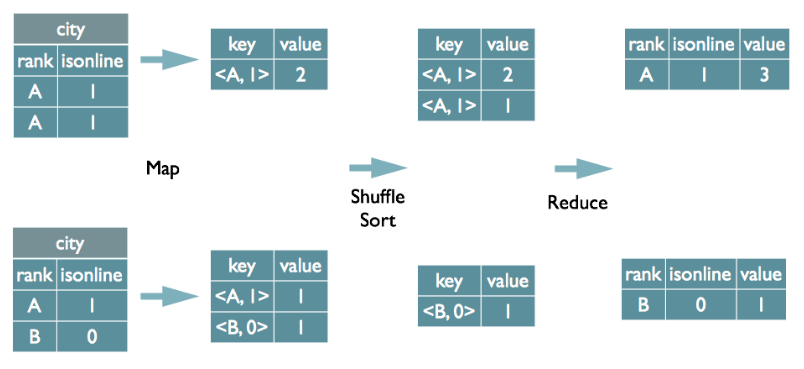 city
rank isonline
A 1
A 1
key value
<A, 1> 2
key value
<A, 1> 2
<A, 1> 1
rank isonline value
A 1 3
Map
Shuffle
Sort
Reduce
city
rank isonline
A 1
B 0
key value
<A, 1> 1
<B, 0> 1
key value
<B, 0> 1
rank isonline value
B 0 1